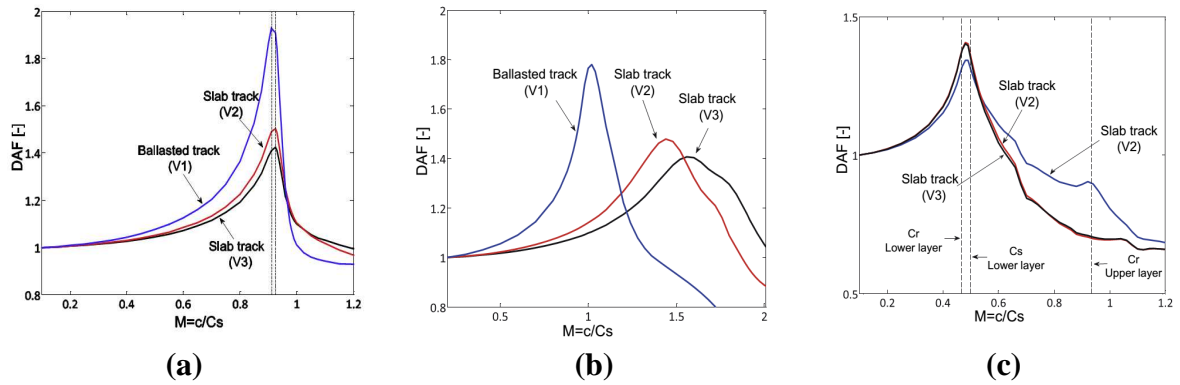 2
1.8
1.6
1.4
1.2
1
0.8
DAF [-]
Slab track
(V2)
Ballasted track
(V1)
Slab track
(V3)
0.2
0.4
0.6
0.8
1.0
1.2
M=c/Cs
(a)
2
1.8
1.6
1.4
1.2
1
0.8
DAF [-]
Ballasted track
(V1)
Slab track
(V2)
Slab track
(V3)
0.5
1
1.5
2
M=c/Cs
(b)
1.5
1
0.5
DAF [-]
Slab track
(V2)
Slab track
(V2)
Slab track
(V3)
Cr
Lower layer
Cs
Lower layer
Cr
Upper layer
0.2
0.4
0.6
0.8
1.0
1.2
M=c/Cs
(c)